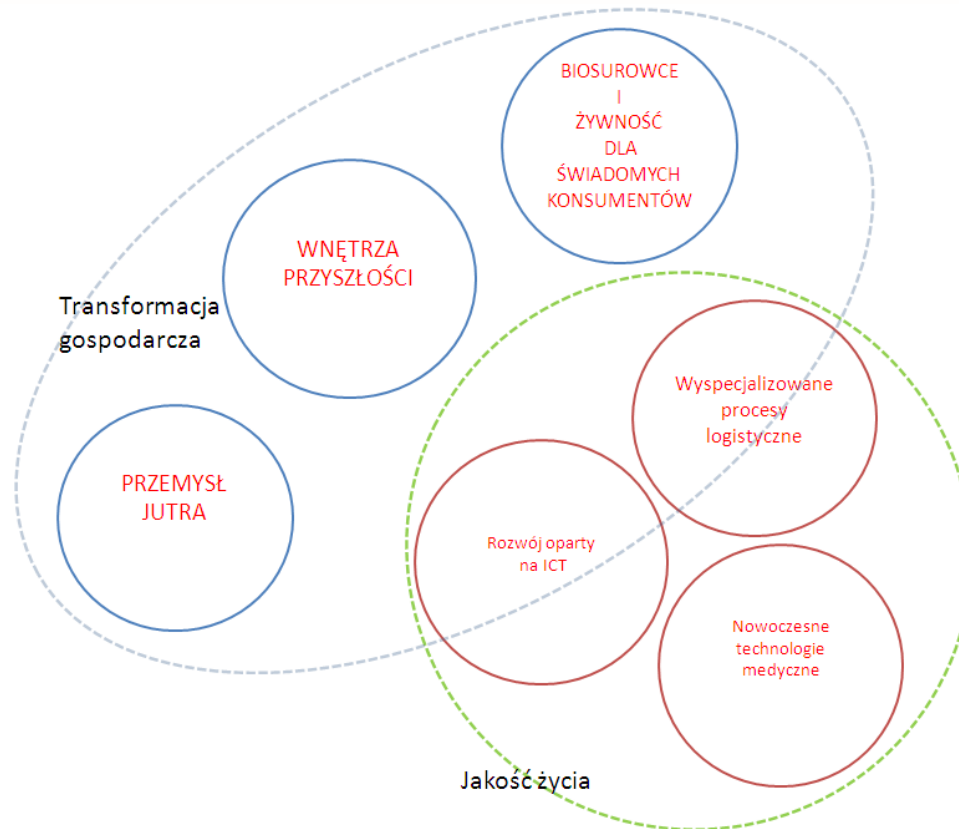 BIOSUROWCE
I
ŻYWNOŚĆ
DLA
ŚWIADOMYCH
KONSUMENTÓW
WNĘTRZA
PRZYSZŁOŚCI
Transformacja
gospodarcza
Wyspecjalizowane
procesy
logistyczne
PRZEMYSŁ
JUTRA
Rozwój oparty
na ICT
Nowoczesne
technologie
medyczne
Jakość życia